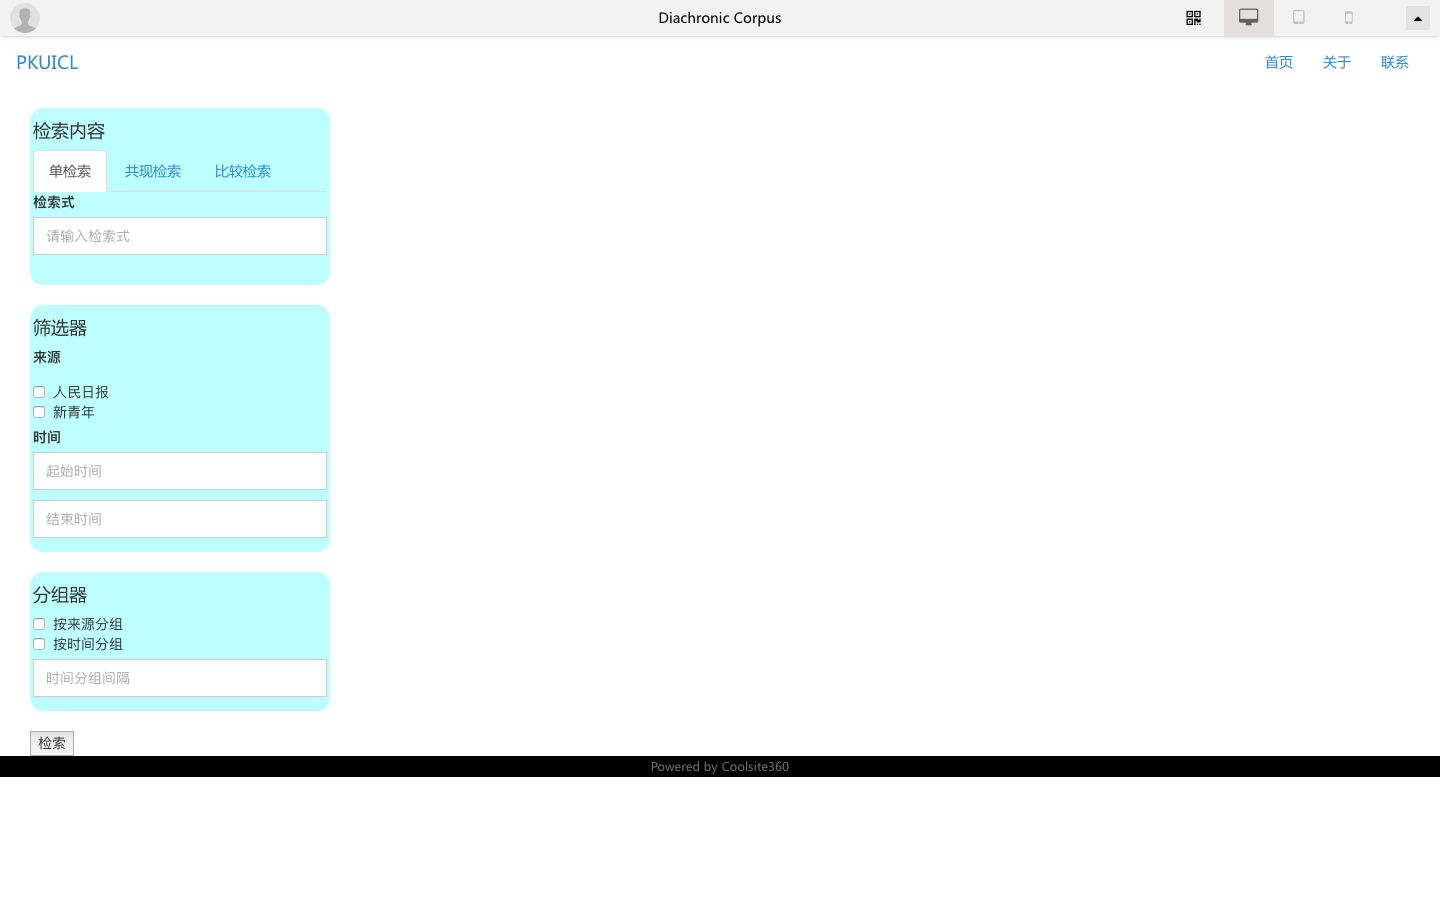 Diachronic Corpus
PKUICL 首页 关于 联系
检索内容
单检索 共现检索 比较检索
检索式
请输入检索式
筛选器
来源
人民日报
新青年
时间
起始时间
结束时间
分组器
按来源分组
按时间分组
时间分组间隔
检索
Powered by Coolsite360